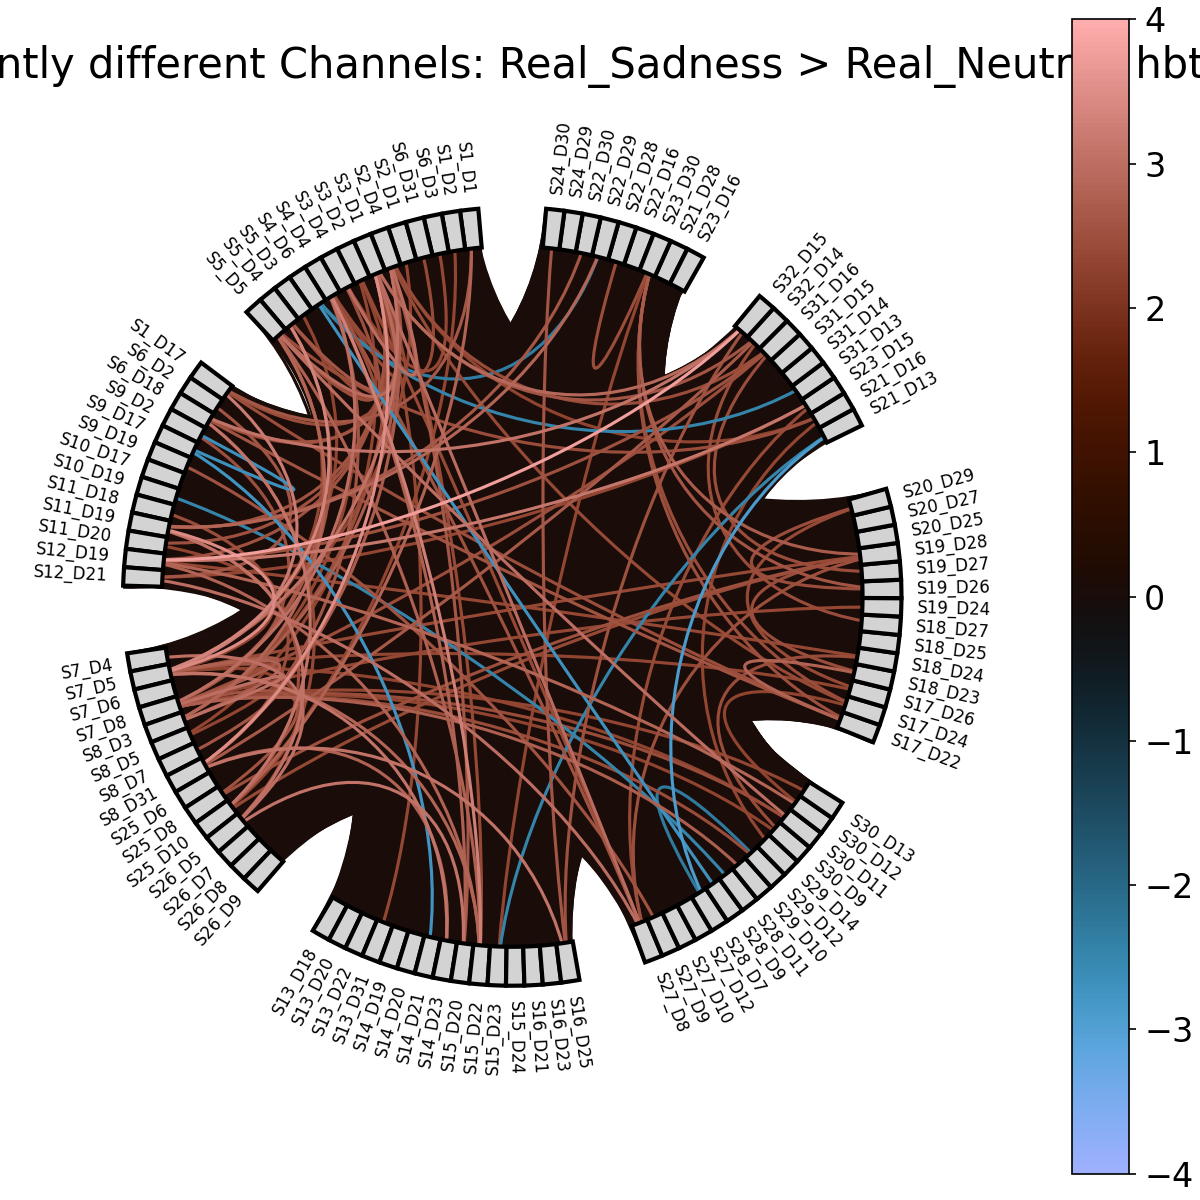 ntly different Channels: Real_Sadness > Real_Neutr hbt
S1_D1
S1_D2
S6_D3
S6_D31
S2_D1
S2_D4
S3_D1
S3_D2
S3_D4
S4_D4
S4_D6
S5_D3
S5_D4
S5_D5
S1_D17
S6_D2
S6_D18
S9_D2
S9_D17
S9_D19
S10_D17
S10_D19
S11_D18
S11_D19
S11_D20
S12_D19
S12_D21
S7_D4
S7_D5
S7_D6
S7_D8
S8_D3
S8_D5
S8_D7
S8_D31
S25_D6
S25_D8
S25_D10
S26_D5
S26_D7
S26_D8
S26_D9
S13_D18
S13_D20
S13_D22
S13_D31
S14_D19
S14_D20
S14_D21
S14_D23
S15_D20
S15_D22
S15_D23
S15_D24
S16_D21
S16_D23
S16_D25
S27_D8
S27_D9
S27_D10
S27_D12
S28_D7
S28_D9
S28_D11
S29_D10
S29_D12
S29_D14
S30_D9
S30_D11
S30_D12
S30_D13
S17_D22
S17_D24
S17_D26
S18_D23
S18_D24
S18_D25
S18_D27
S19_D24
S19_D26
S19_D27
S19_D28
S20_D25
S20_D27
S20_D29
S21_D13
S21_D16
S23_D15
S31_D13
S31_D14
S31_D15
S31_D16
S32_D14
S32_D15
S23_D16
S21_D28
S23_D30
S22_D16
S22_D28
S22_D29
S22_D30
S24_D29
S24_D30
4
3
2
1
0
−1
−2
−3
−4